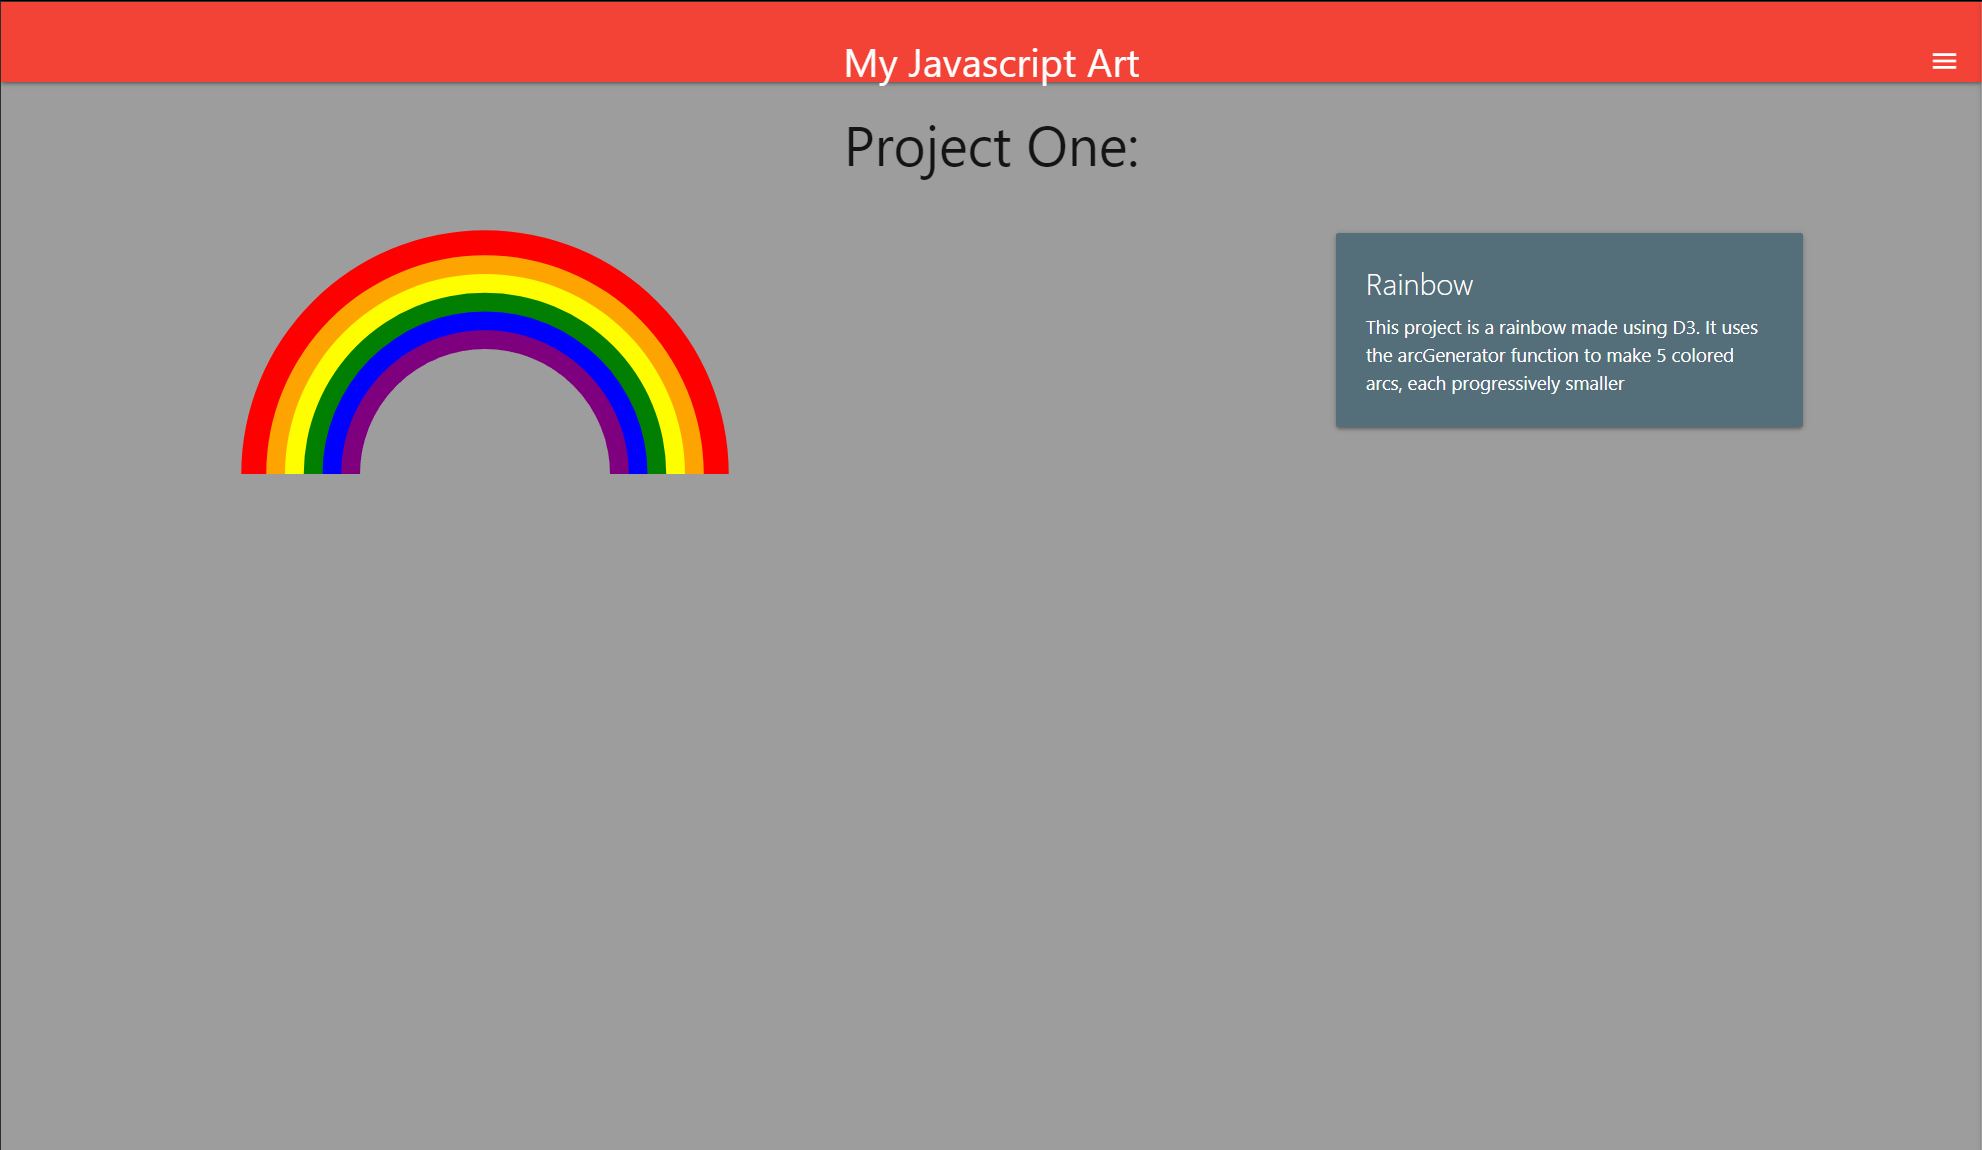 My Javascript Art
Project One:
Rainbow
This project is a rainbow made using D3. It uses
the arcGenerator function to make 5 colored
arcs, each progressively smaller